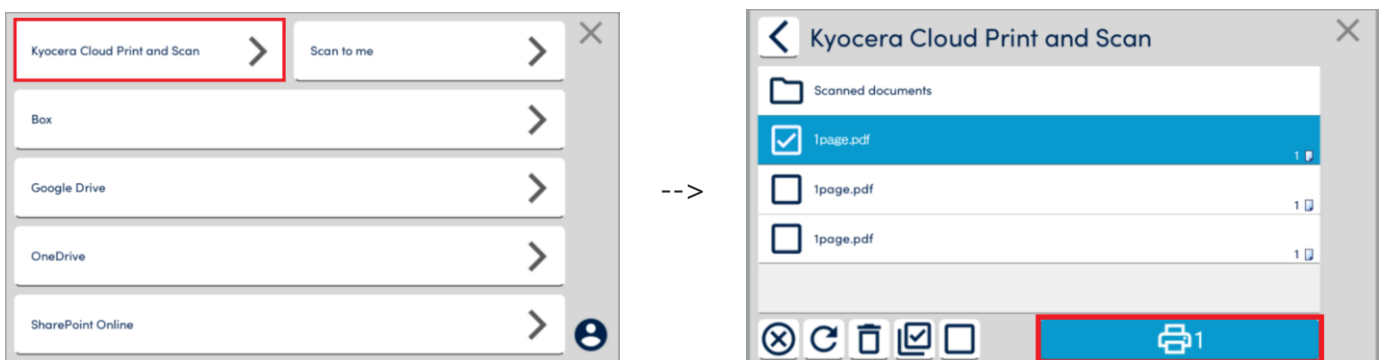 Kyocera Cloud Print and Scan
Scan to me
Box
Google Drive
OneDrive
SharePoint Online
-->
Kyocera Cloud Print and Scan
Scanned documents
1page.pdf
1
1page.pdf
1
1page.pdf
1
1